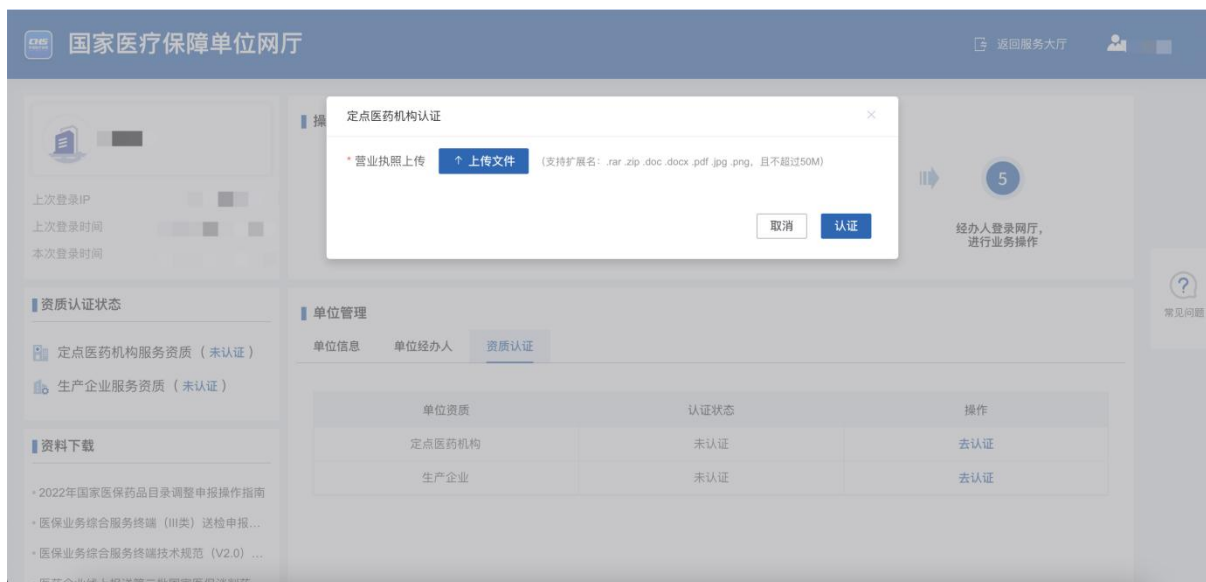 国家医疗保障单位网厅
返回服务大厅
上次登录IP
上次登录时间
本次登录时间
资质认证状态
定点医药机构服务资质（未认证）
生产企业服务资质（未认证）
资料下载
2022年国家医保药品目录调整申报操作指南
医保业务综合服务终端（III类）送检申报...
医保业务综合服务终端技术规范（V2.0）...
操
定点医药机构认证
* 营业执照上传
上传文件
（支持扩展名：.rar .zip .doc .docx .pdf .jpg .png，且不超过50M）
取消
认证
5
经办人登录网厅，
进行业务操作
单位管理
单位信息 单位经办人 资质认证
单位资质 认证状态 操作
定点医药机构 未认证 去认证
生产企业 未认证 去认证
?
常见问题